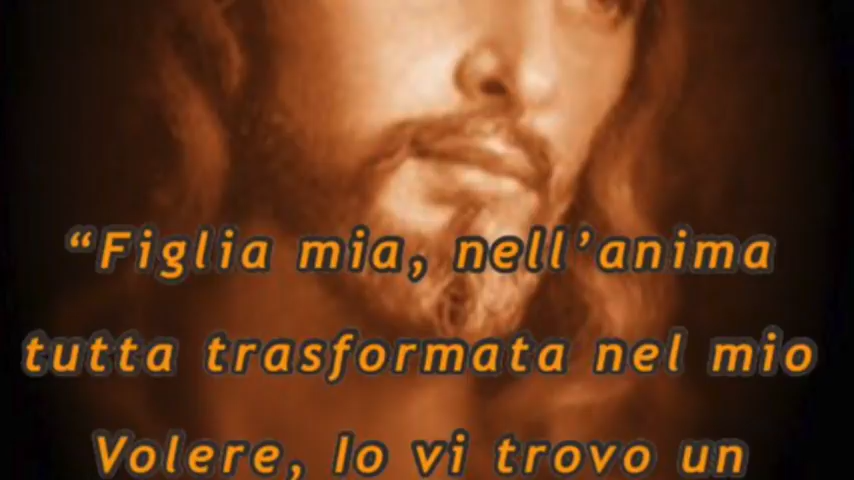 “Figlia mia, nell’anima
tutta trasformata nel mio
Volere, Io vi trovo un